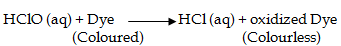 HClO (aq) + Dye ⟶ HCl (aq) + oxidized Dye
(Coloured) (Colourless)